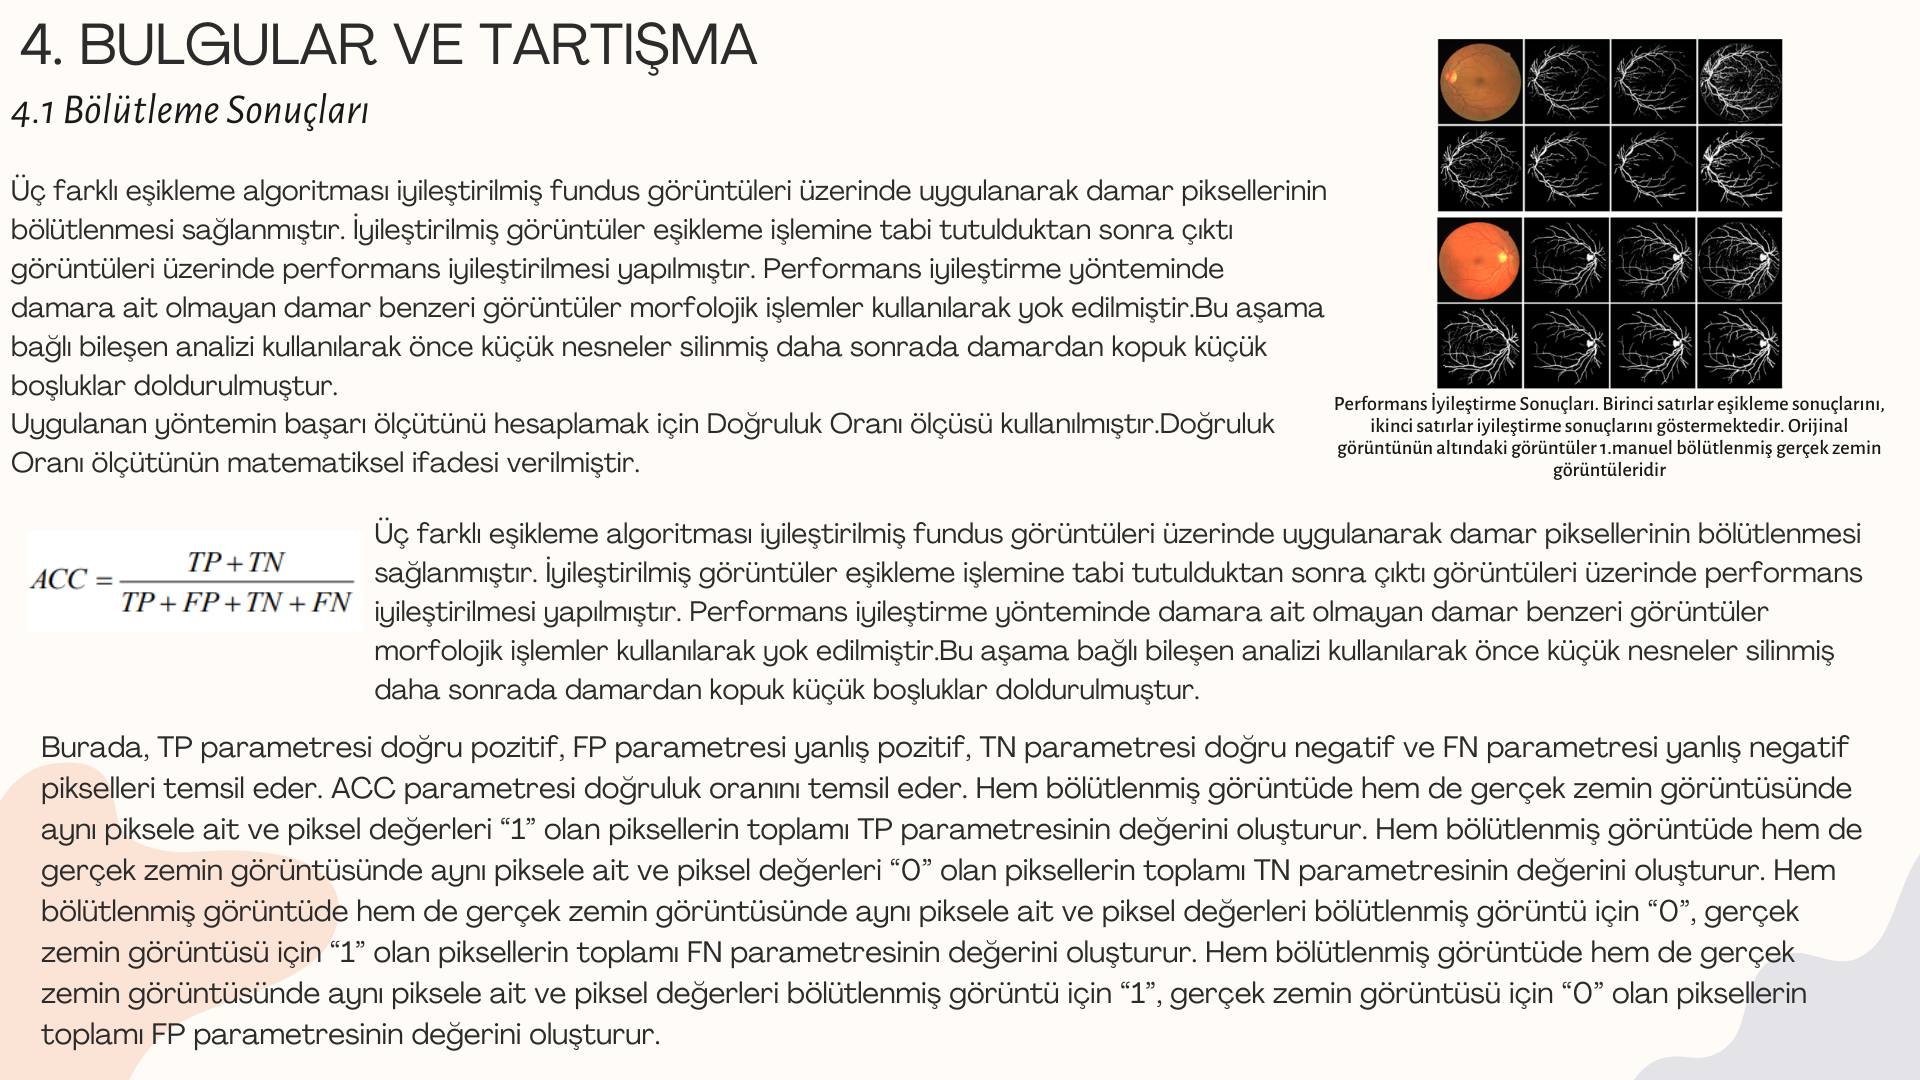 4. BULGULAR VE TARTIŞMA
4.1 Bölütleme Sonuçları
Üç farklı eşikleme algoritması iyileştirilmiş fundus görüntüleri üzerinde uygulanarak damar piksellerinin
bölütlenmesi sağlanmıştır. İyileştirilmiş görüntüler eşikleme işlemine tabi tutulduktan sonra çıktı
görüntüleri üzerinde performans iyileştirilmesi yapılmıştır. Performans iyileştirme yönteminde
damara ait olmayan damar benzeri görüntüler morfolojik işlemler kullanılarak yok edilmiştir.Bu aşama
bağlı bileşen analizi kullanılarak önce küçük nesneler silinmiş daha sonrada damardan kopuk küçük
boşluklar doldurulmuştur.
Uygulanan yöntemin başarı ölçütünü hesaplamak için Doğruluk Oranı ölçüsü kullanılmıştır.Doğruluk
Oranı ölçütünün matematiksel ifadesi verilmiştir.
Performans İyileştirme Sonuçları. Birinci satırlar eşikleme sonuçlarını,
ikinci satırlar iyileştirme sonuçlarını göstermektedir. Orijinal
görüntünün altındaki görüntüler 1.manuel bölütlenmiş gerçek zemin
görüntüleridir
ACC = TP + TN / TP + FP + TN + FN
Üç farklı eşikleme algoritması iyileştirilmiş fundus görüntüleri üzerinde uygulanarak damar piksellerinin bölütlenmesi
sağlanmıştır. İyileştirilmiş görüntüler eşikleme işlemine tabi tutulduktan sonra çıktı görüntüleri üzerinde performans
iyileştirilmesi yapılmıştır. Performans iyileştirme yönteminde damara ait olmayan damar benzeri görüntüler
morfolojik işlemler kullanılarak yok edilmiştir.Bu aşama bağlı bileşen analizi kullanılarak önce küçük nesneler silinmiş
daha sonrada damardan kopuk küçük boşluklar doldurulmuştur.
Burada, TP parametresi doğru pozitif, FP parametresi yanlış pozitif, TN parametresi doğru negatif ve FN parametresi yanlış negatif
pikselleri temsil eder. ACC parametresi doğruluk oranını temsil eder. Hem bölütlenmiş görüntüde hem de gerçek zemin görüntüsünde
aynı piksele ait ve piksel değerleri “1” olan piksellerin toplamı TP parametresinin değerini oluşturur. Hem bölütlenmiş görüntüde hem de
gerçek zemin görüntüsünde aynı piksele ait ve piksel değerleri “0” olan piksellerin toplamı TN parametresinin değerini oluşturur. Hem
bölütlenmiş görüntüde hem de gerçek zemin görüntüsünde aynı piksele ait ve piksel değerleri bölütlenmiş görüntü için “0”, gerçek
zemin görüntüsü için “1” olan piksellerin toplamı FN parametresinin değerini oluşturur. Hem bölütlenmiş görüntüde hem de gerçek
zemin görüntüsünde aynı piksele ait ve piksel değerleri bölütlenmiş görüntü için “1”, gerçek zemin görüntüsü için “0” olan piksellerin
toplamı FP parametresinin değerini oluşturur.